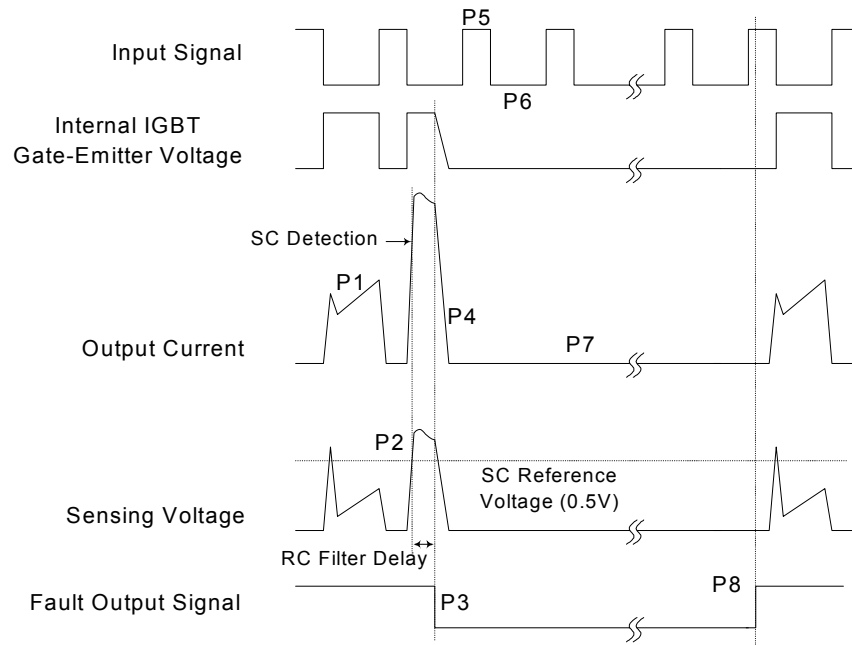 P5
Input Signal
P6
Internal IGBT
Gate-Emitter Voltage
SC Detection
P1
P4
Output Current
P7
P2
SC Reference
Voltage (0.5V)
Sensing Voltage
RC Filter Delay
P8
Fault Output Signal
P3